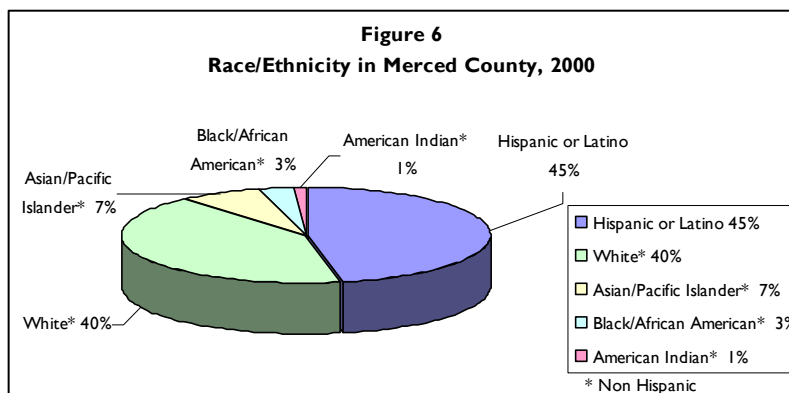 Figure 6
Race/Ethnicity in Merced County, 2000
Black/African
American* 3%
American Indian*
1%
Hispanic or Latino
45%
Asian/Pacific
Islander* 7%
White* 40%
Hispanic or Latino 45%
White* 40%
Asian/Pacific Islander* 7%
Black/African American* 3%
American Indian* 1%
* Non Hispanic